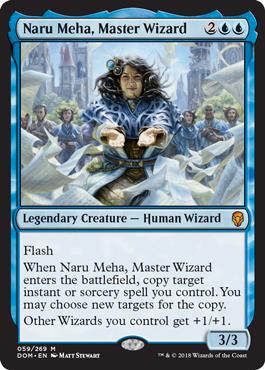 Naru Meha, Master Wizard 2
Legendary Creature — Human Wizard
Flash
When Naru Meha, Master Wizard
enters the battlefield, copy target
instant or sorcery spell you control. You
may choose new targets for the copy.
Other Wizards you control get +1/+1.
3/3
059/269 M
DOM • EN Matt Stewart
™ & © 2018 Wizards of the Coast